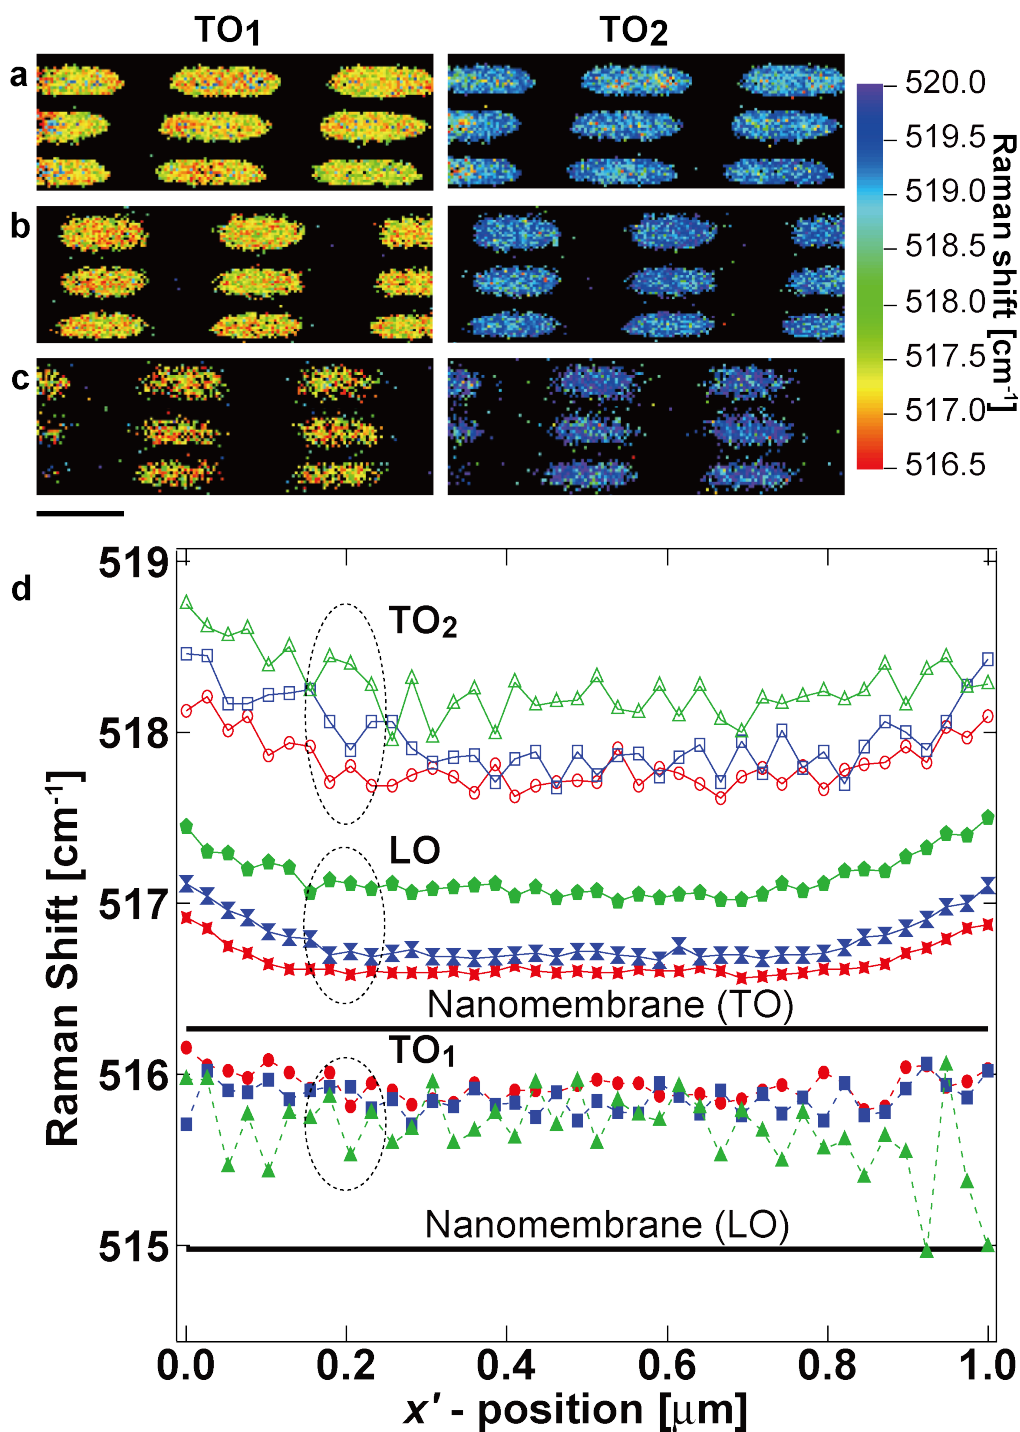 TO1 TO2
a
b
c
520.0
519.5
519.0
518.5
518.0
517.5
517.0
516.5
Raman shift [cm-1]
d
519
518
517
516
515
Raman Shift [cm-1]
TO2
LO
Nanomembrane (TO)
TO1
Nanomembrane (LO)
0.0 0.2 0.4 0.6 0.8 1.0
x' - position [μm]